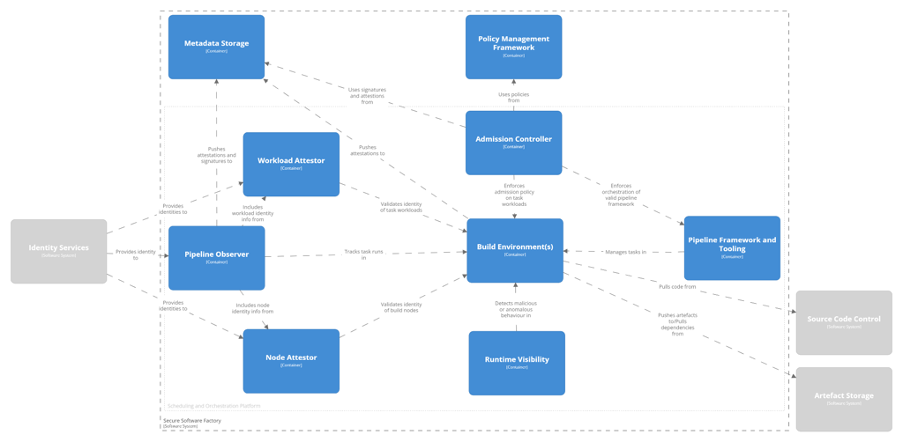 Metadata Storage
[Container]
Policy Management
Framework
[Container]
Uses signatures
and attestions
from
Uses policies
from
Admission Controller
[Container]
Pushes
attestations and
signatures to
Workload Attestor
[Container]
Pushes
attestations to
Enforces
admission policy
on task
workloads
Enforces
orchestration of
valid pipeline
framework
Provides
identities to
Includes
workload identity
info from
Validates identity
of task workloads
Identity Services
[Software System]
Provides identity
to
Pipeline Observer
[Container]
Tracks task runs
in
Build Environment(s)
[Container]
Manages tasks in
Pipeline Framework and
Tooling
[Container]
Pulls code from
Provides
identities to
Includes node
identity info from
Validates identity
of build nodes
Detects malicious
or anomalous
behaviour in
Pushes artefacts
to/Pulls
dependencies
from
Source Code Control
[Software System]
Node Attestor
[Container]
Runtime Visibility
[Container]
Artefact Storage
[Software System]
Scheduling and Orchestration Platform
Secure Software Factory
[Software System]